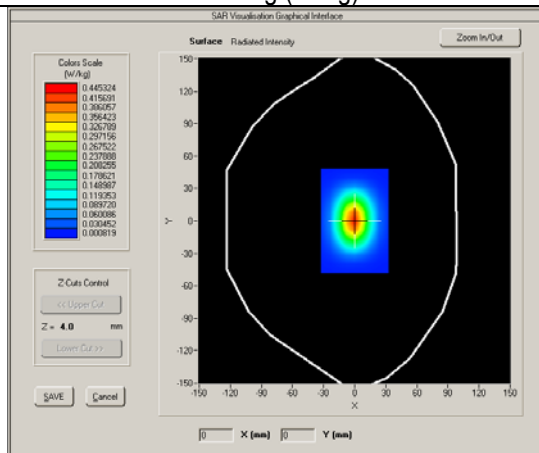 SAR Visualisation Graphical Interface
Surface Radiated Intensity
Zoom In/Out
Colors Scale
(W/kg)
0.445324
0.415691
0.386057
0.356423
0.326789
0.297156
0.267522
0.237888
0.208255
0.178621
0.148987
0.119353
0.089720
0.060086
0.030452
0.000819
Z-Cuts Control
<< Upper Cut
Z = 4.0 mm
Lower Cut >>
SAVE Cancel
150
120
90
60
30
0
-30
-60
-90
-120
-150
Y
-150 -120 -90 -60 -30 0 30 60 90 120 150
X
0 X (mm) 0 Y (mm)